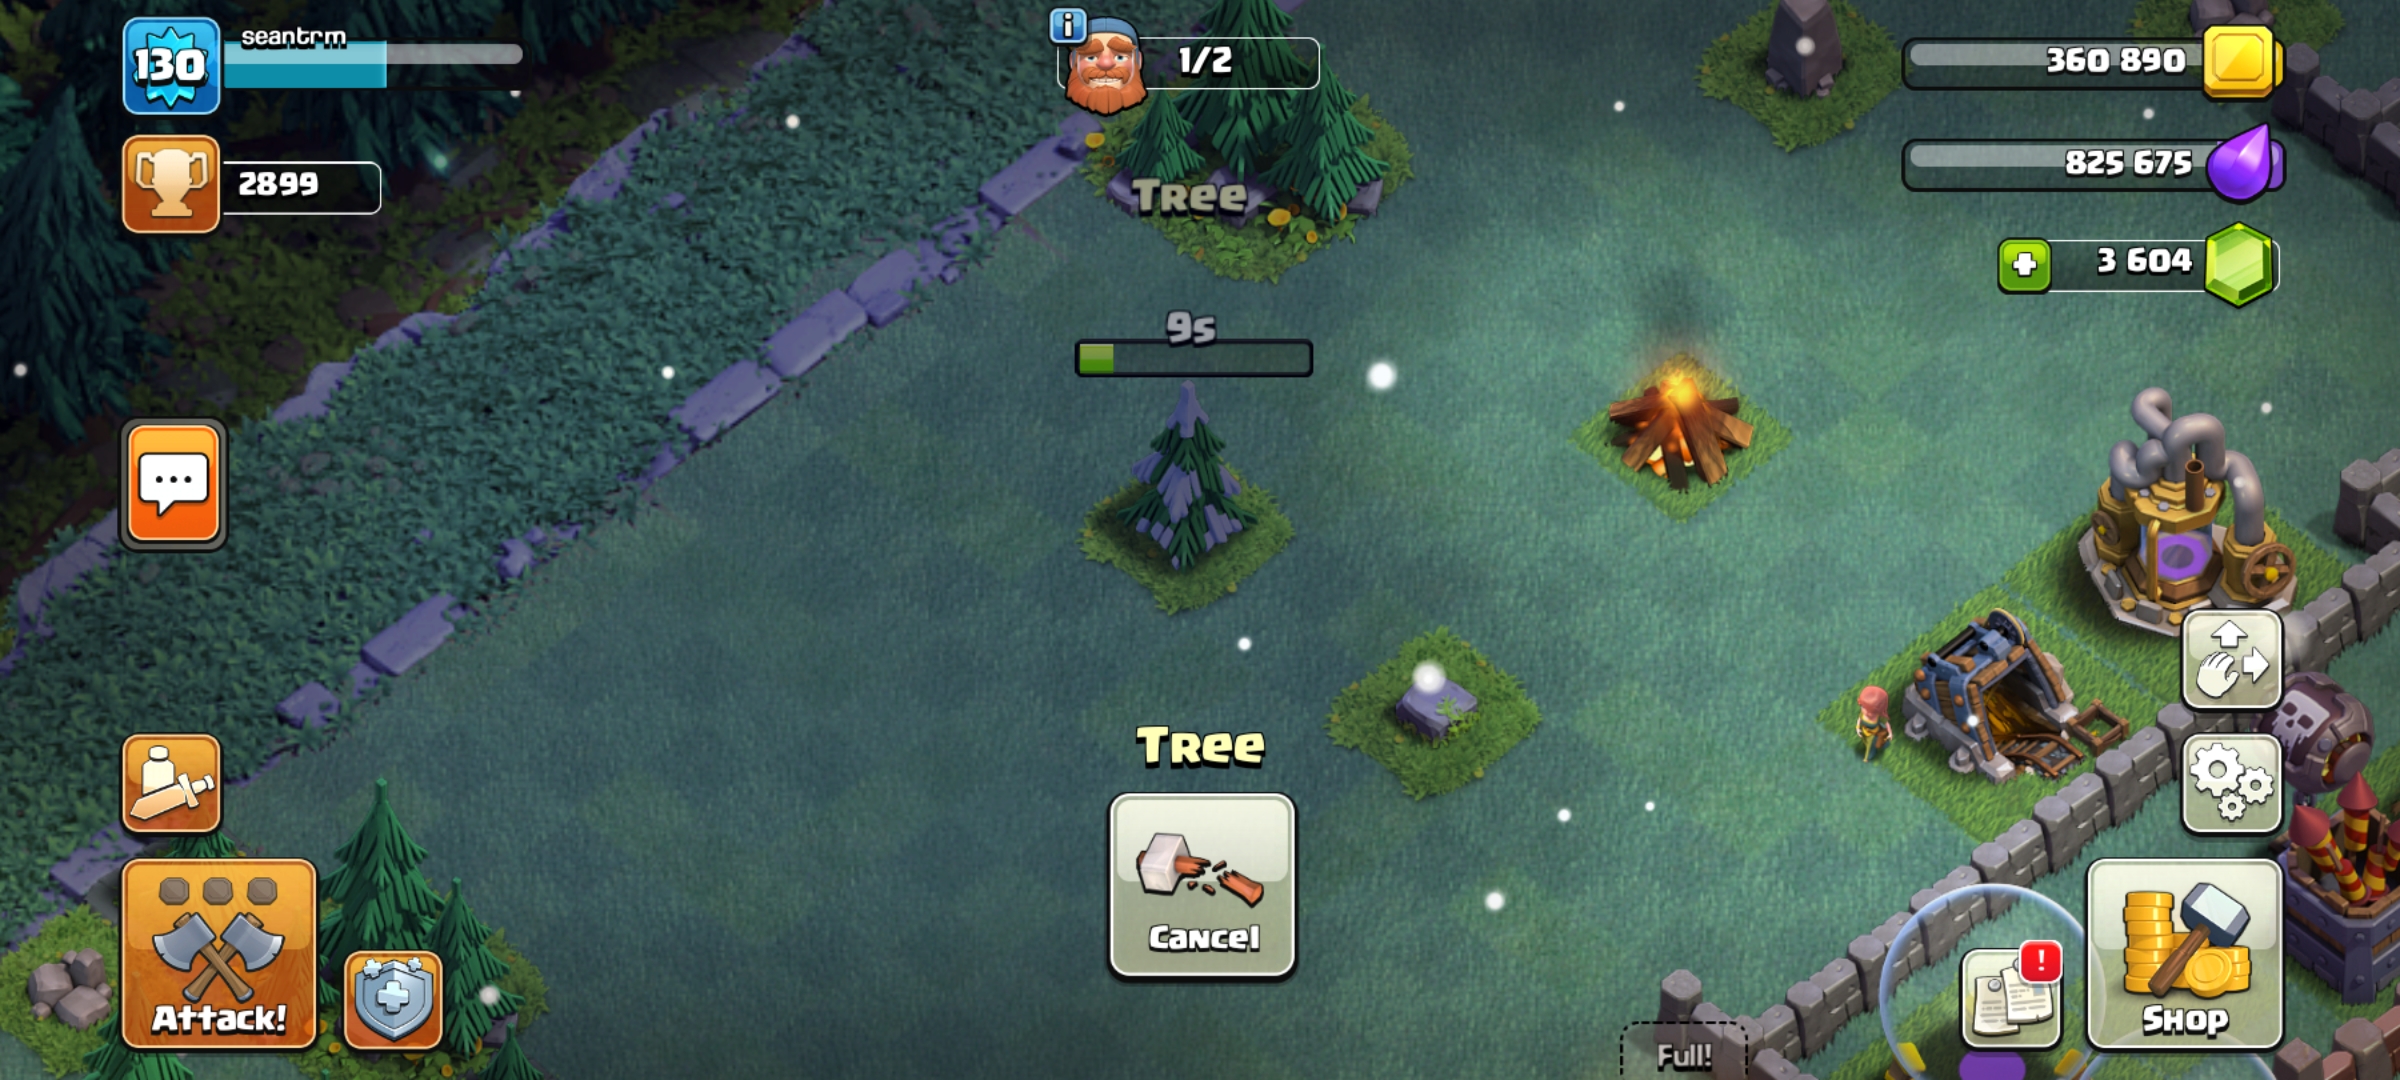 130
seantrm
i
1/2
360 890
2899
825 675
3 604
Tree
9s
Tree
Cancel
Attack!
!
Shop
Full!